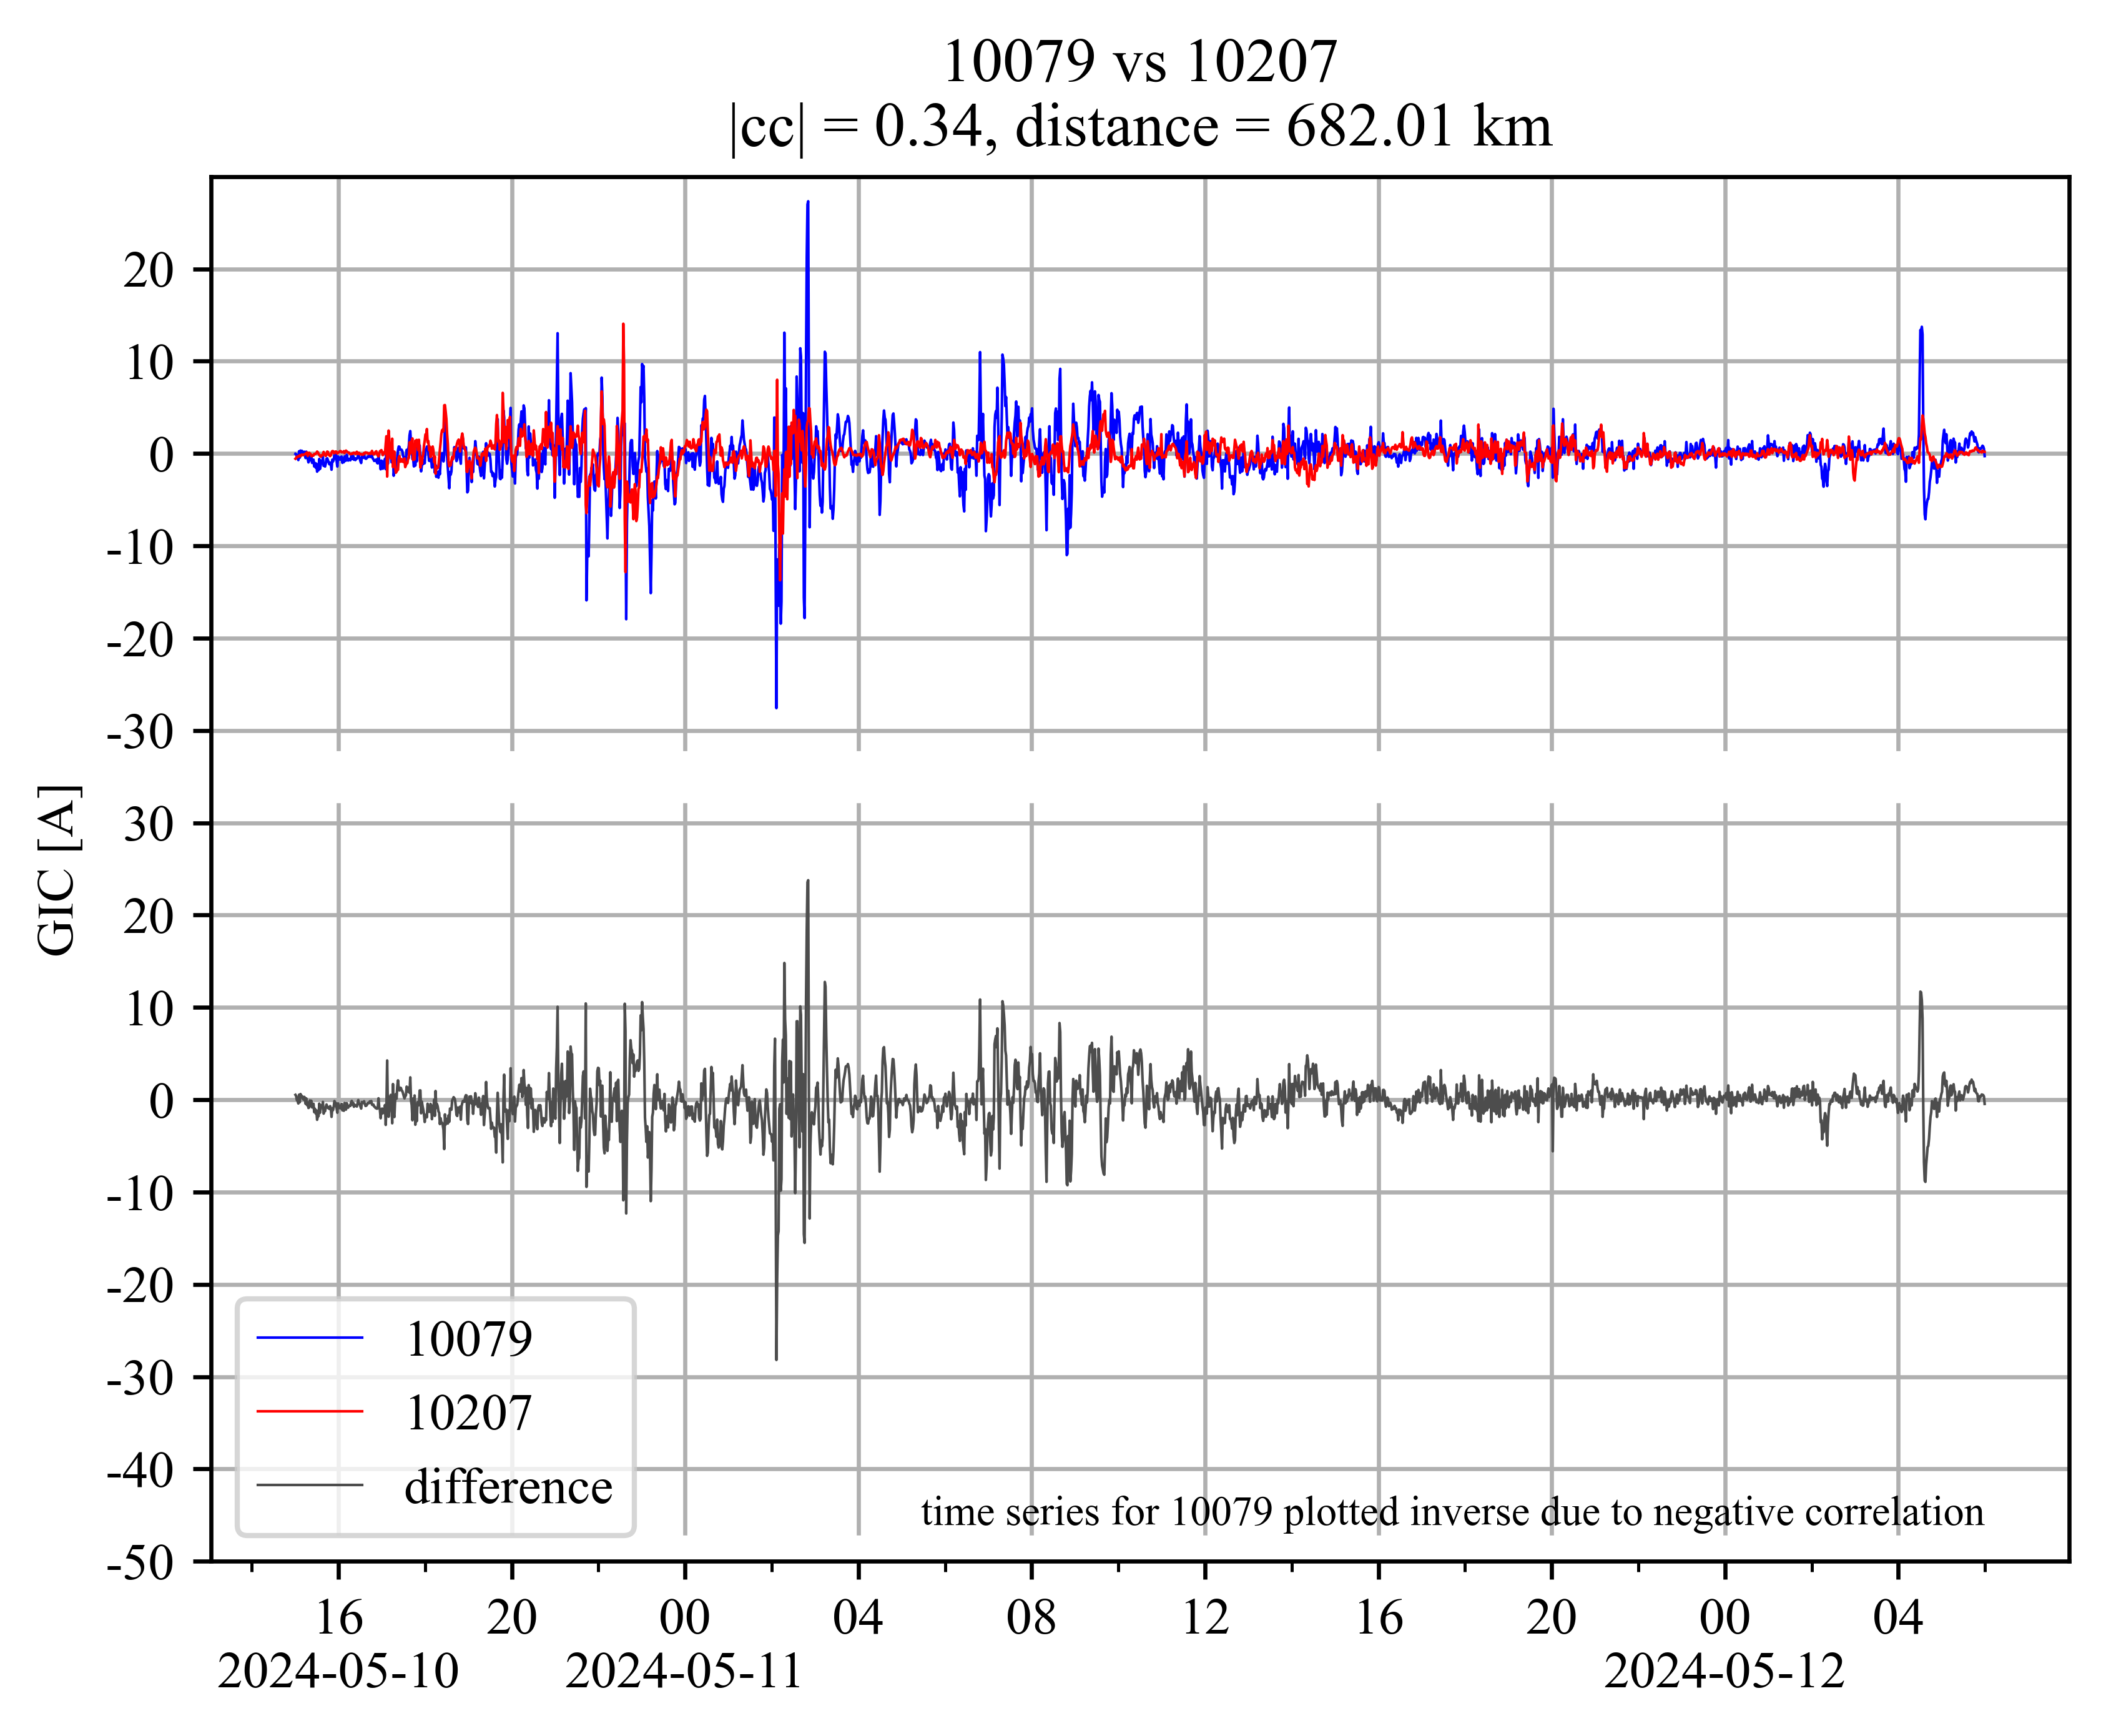 10079 vs 10207
|cc| = 0.34, distance = 682.01 km
GIC [A]
20
10
0
-10
-20
-30
30
20
10
0
-10
-20
-30
-40
-50
10079
10207
difference
time series for 10079 plotted inverse due to negative correlation
16 20 00 04 08 12 16 20 00 04
2024-05-10 2024-05-11 2024-05-12